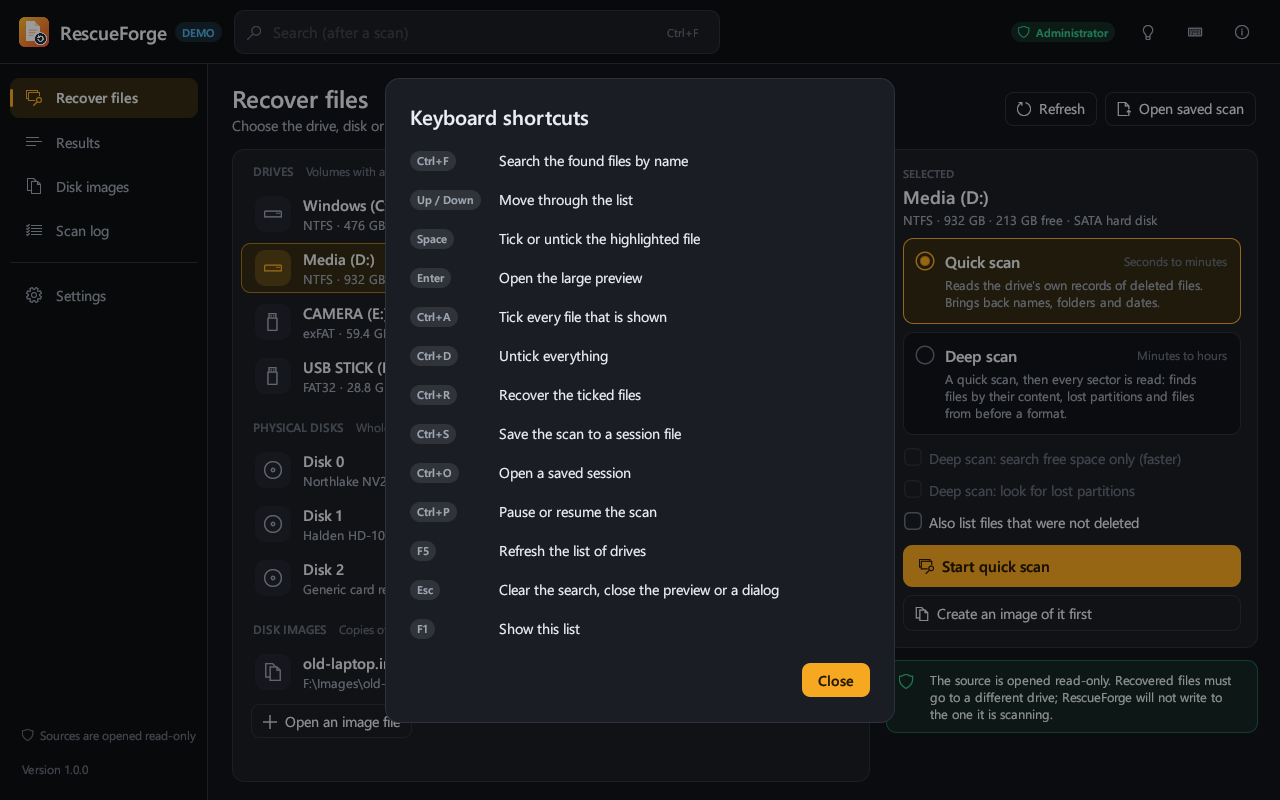 RescueForge DEMO
Search (after a scan) Ctrl+F
Administrator
Recover files
Results
Disk images
Scan log
Settings
Sources are opened read-only
Version 1.0.0
Recover files
Choose the drive, disk or
Refresh
Open saved scan
DRIVES Volumes with a
Windows (C
NTFS · 476 GB
Media (D:)
NTFS · 932 GB
CAMERA (E:
exFAT · 59.4 G
USB STICK (
FAT32 · 28.8 G
PHYSICAL DISKS Whol
Disk 0
Northlake NV2
Disk 1
Halden HD-10
Disk 2
Generic card re
DISK IMAGES Copies o
old-laptop.i
F:\Images\old-
Open an image file
Keyboard shortcuts
Ctrl+F Search the found files by name
Up / Down Move through the list
Space Tick or untick the highlighted file
Enter Open the large preview
Ctrl+A Tick every file that is shown
Ctrl+D Untick everything
Ctrl+R Recover the ticked files
Ctrl+S Save the scan to a session file
Ctrl+O Open a saved session
Ctrl+P Pause or resume the scan
F5 Refresh the list of drives
Esc Clear the search, close the preview or a dialog
F1 Show this list
Close
SELECTED
Media (D:)
NTFS · 932 GB · 213 GB free · SATA hard disk
Quick scan Seconds to minutes
Reads the drive's own records of deleted files.
Brings back names, folders and dates.
Deep scan Minutes to hours
A quick scan, then every sector is read: finds
files by their content, lost partitions and files
from before a format.
Deep scan: search free space only (faster)
Deep scan: look for lost partitions
Also list files that were not deleted
Start quick scan
Create an image of it first
The source is opened read-only. Recovered files must
go to a different drive; RescueForge will not write to
the one it is scanning.